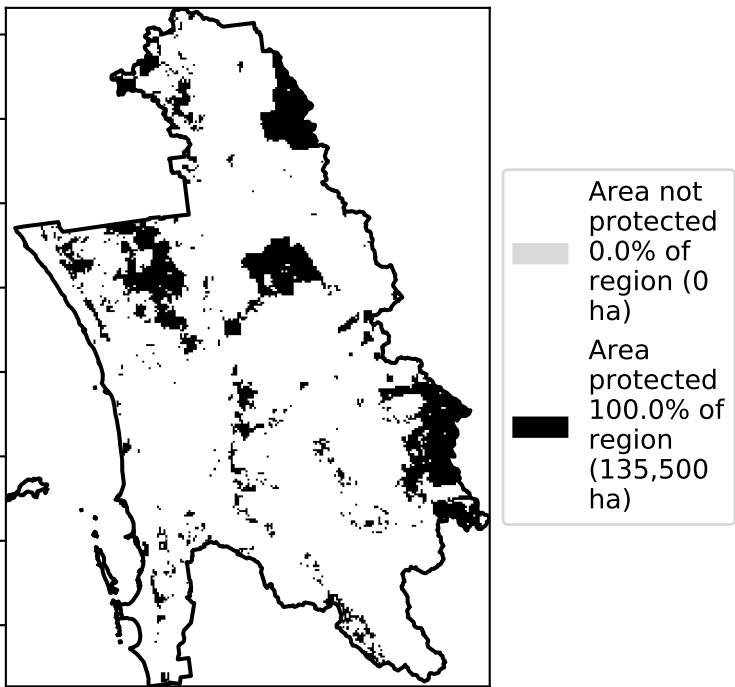 Area not
protected
0.0% of
region (0
ha)
Area
protected
100.0% of
region
(135,500
ha)